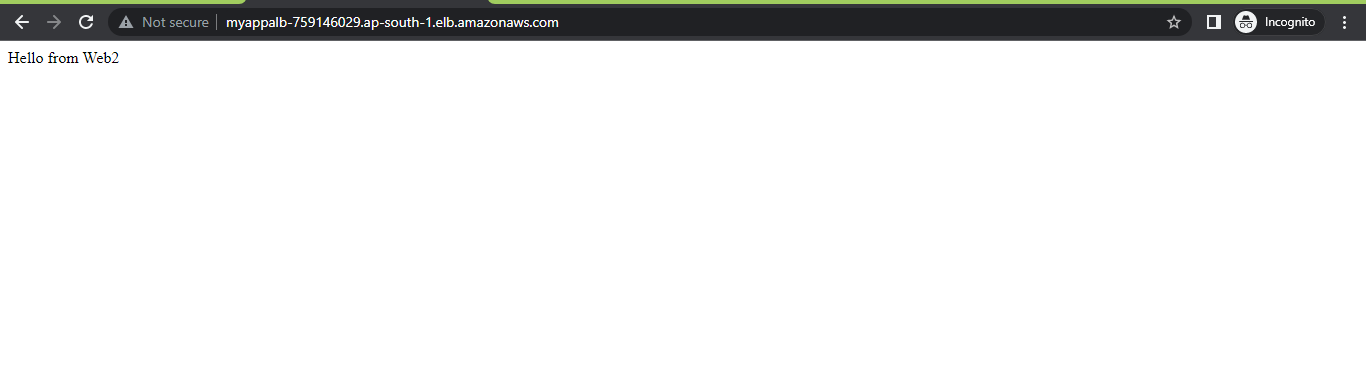 Not secure myappalb-759146029.ap-south-1.elb.amazonaws.com Incognito
Hello from Web2